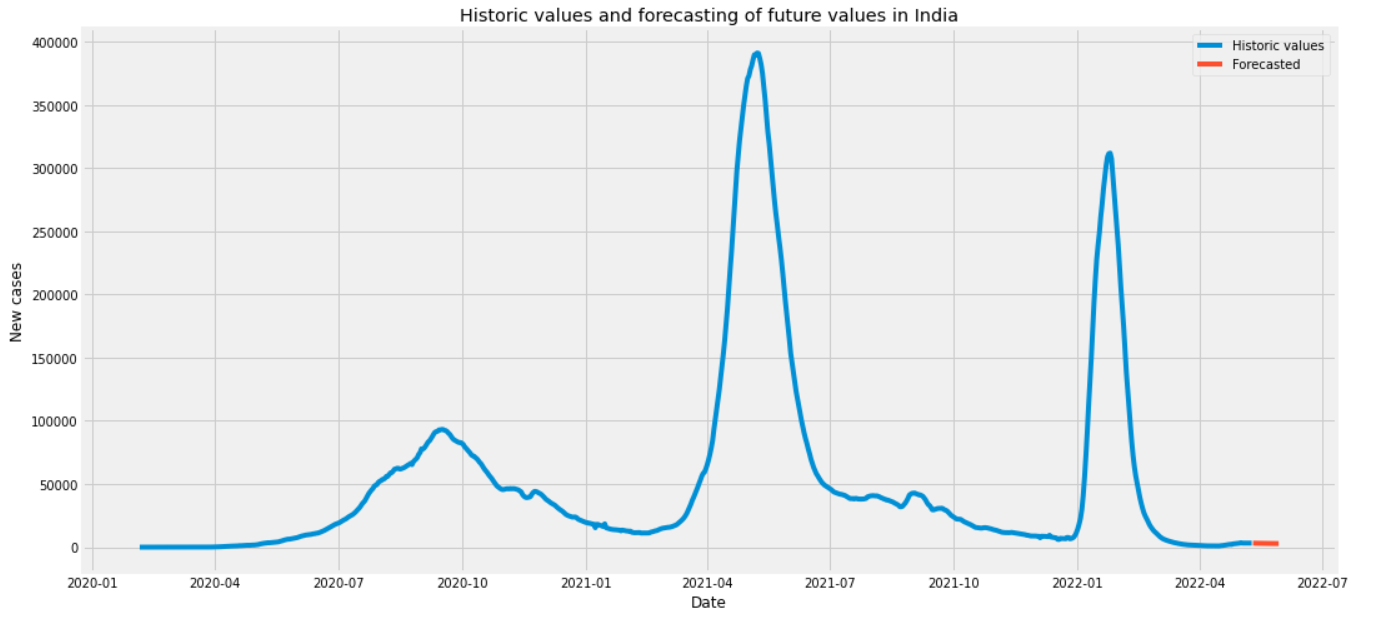 Historic values and forecasting of future values in India
Historic values
Forecasted
New cases
400000
350000
300000
250000
200000
150000
100000
50000
0
2020-01 2020-04 2020-07 2020-10 2021-01 2021-04 2021-07 2021-10 2022-01 2022-04 2022-07
Date